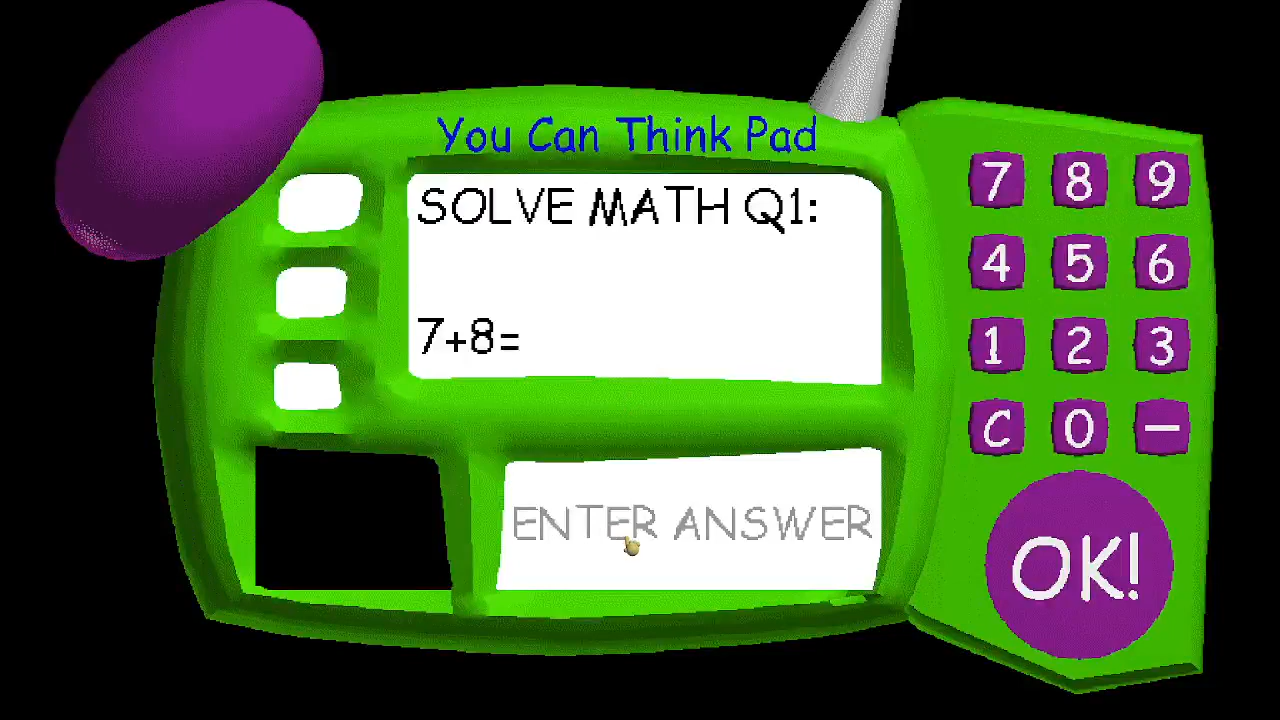 You Can Think Pad
SOLVE MATH Q1:
7+8=
ENTER ANSWER
7 8 9
4 5 6
1 2 3
C 0 −
OK!